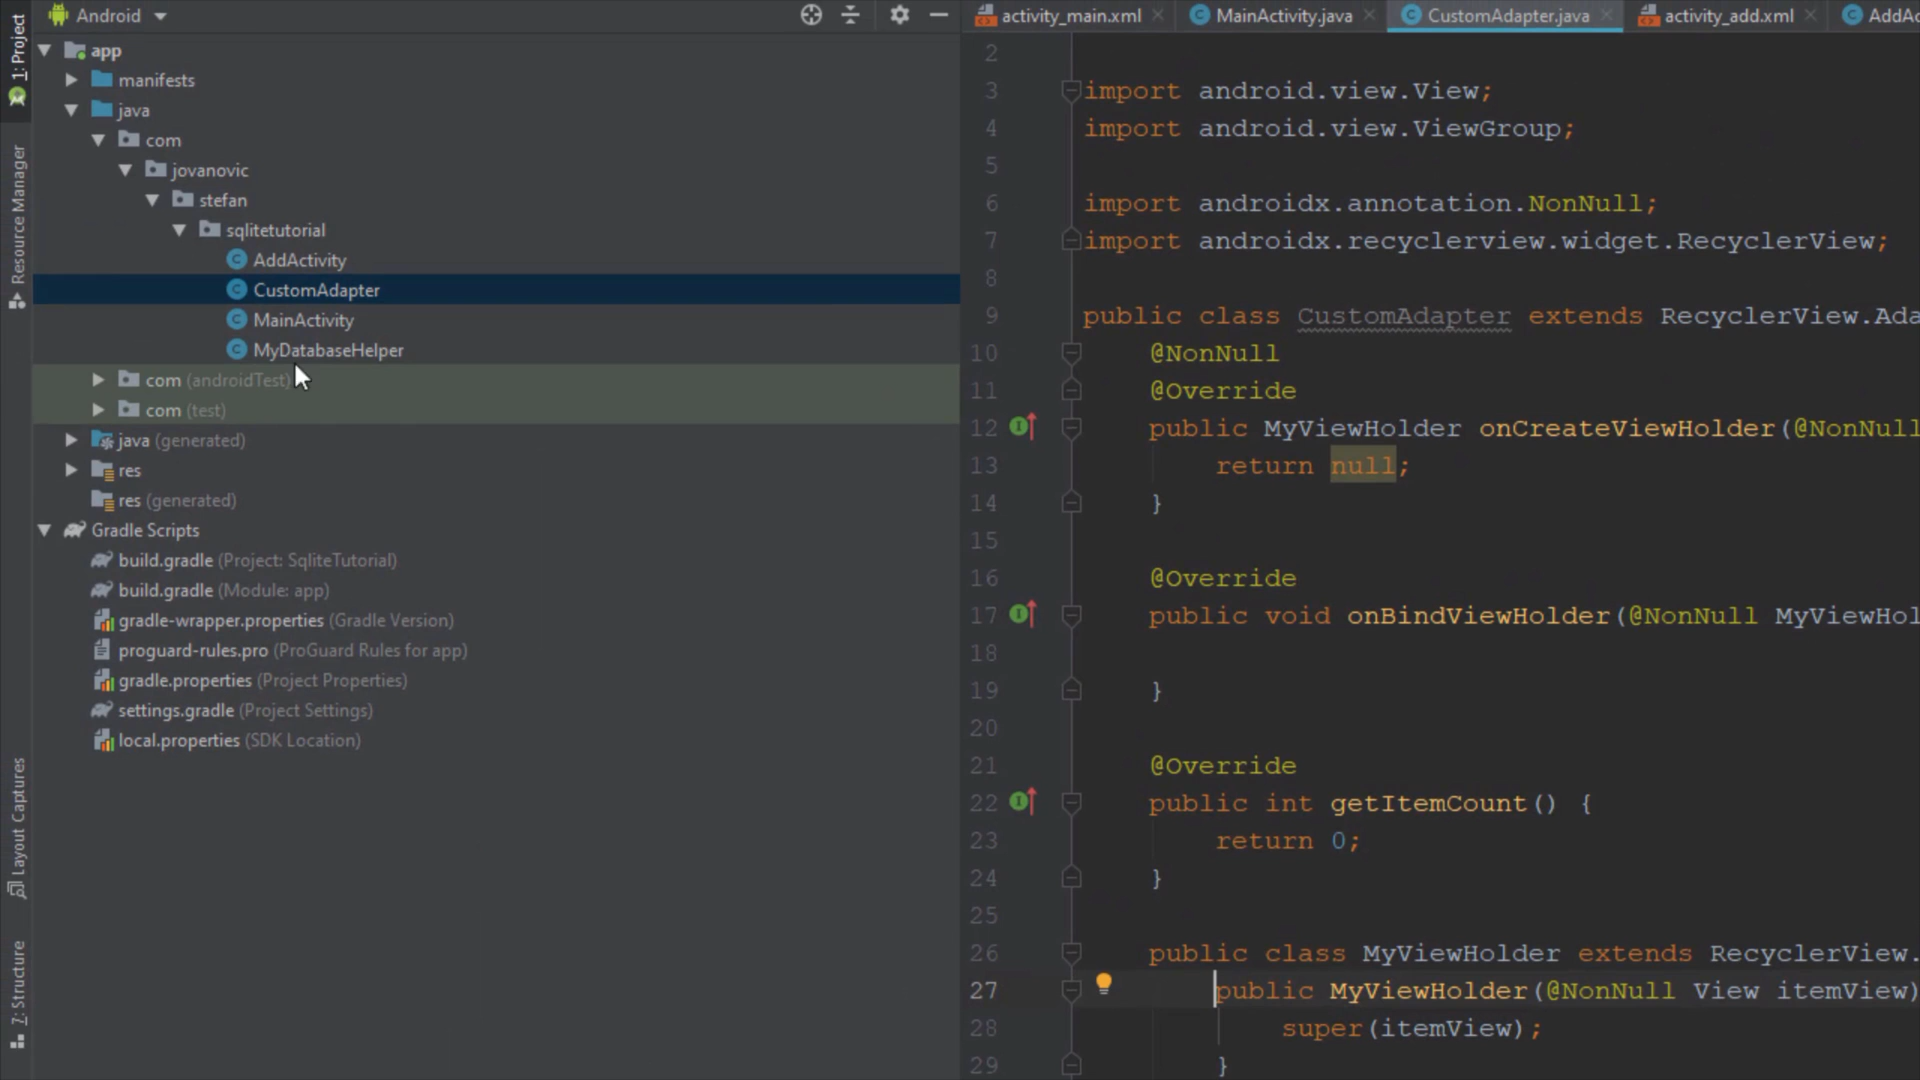 1: Project
Resource Manager
Layout Captures
7: Structure
Android
app
manifests
java
com
jovanovic
stefan
sqlitetutorial
AddActivity
CustomAdapter
MainActivity
MyDatabaseHelper
com (androidTest)
com (test)
java (generated)
res
res (generated)
Gradle Scripts
build.gradle (Project: SqliteTutorial)
build.gradle (Module: app)
gradle-wrapper.properties (Gradle Version)
proguard-rules.pro (ProGuard Rules for app)
gradle.properties (Project Properties)
settings.gradle (Project Settings)
local.properties (SDK Location)
activity_main.xml MainActivity.java CustomAdapter.java activity_add.xml AddAc
2
3 import android.view.View;
4 import android.view.ViewGroup;
5
6 import androidx.annotation.NonNull;
7 import androidx.recyclerview.widget.RecyclerView;
8
9 public class CustomAdapter extends RecyclerView.Ada
10 @NonNull
11 @Override
12 public MyViewHolder onCreateViewHolder(@NonNull
13 return null;
14 }
15
16 @Override
17 public void onBindViewHolder(@NonNull MyViewHol
18
19 }
20
21 @Override
22 public int getItemCount() {
23 return 0;
24 }
25
26 public class MyViewHolder extends RecyclerView.
27 public MyViewHolder(@NonNull View itemView)
28 super(itemView);
29 }